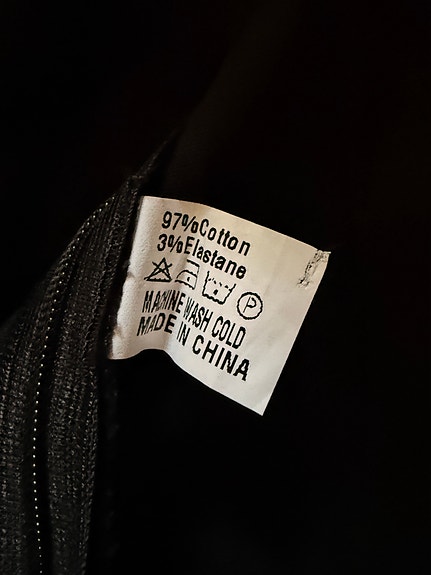 97%Cotton
3%Elastane
P
MACHINE WASH COLD
MADE IN CHINA